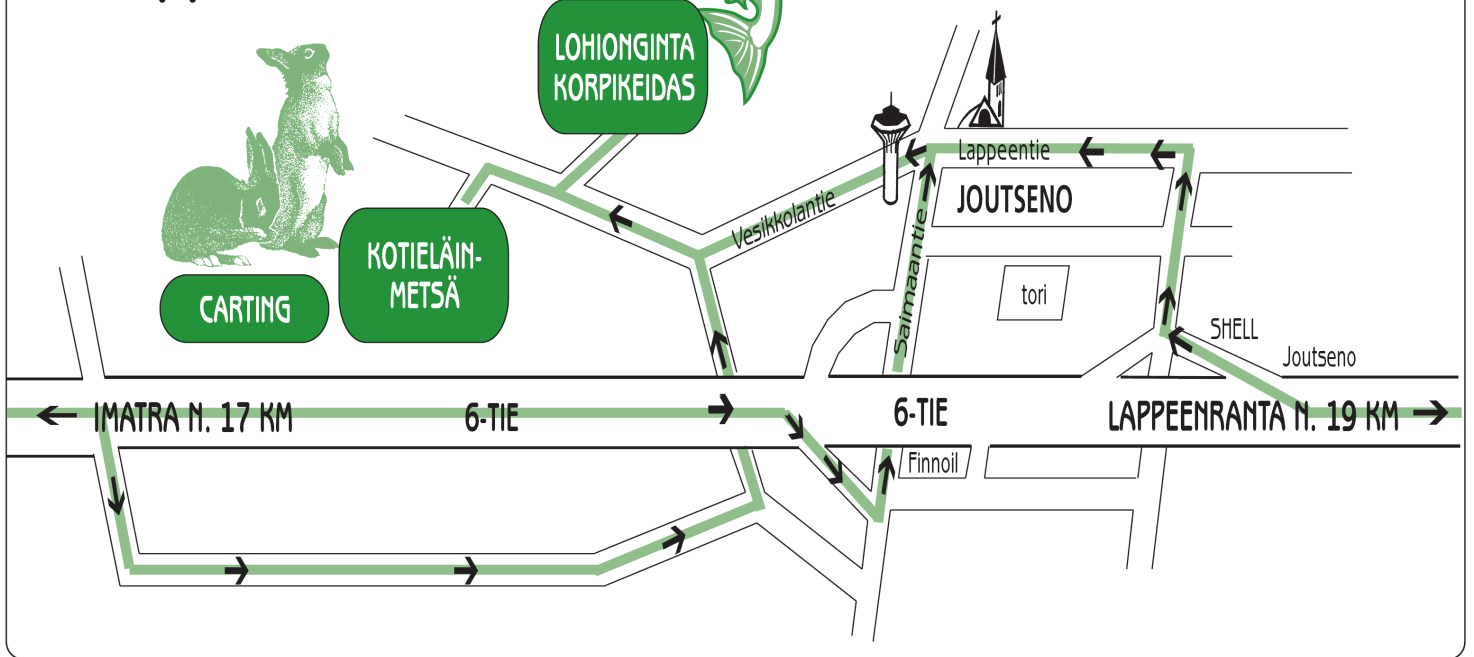 LOHIONGINTA
KORPIKEIDAS
Lappeentie
JOUTSENO
Vesikkolantie
KOTIELÄIN-
METSÄ
CARTING
Saimaantie
tori
SHELL
Joutseno
IMATRA N. 17 KM
6-TIE
6-TIE
LAPPEENRANTA N. 19 KM
Finnoil